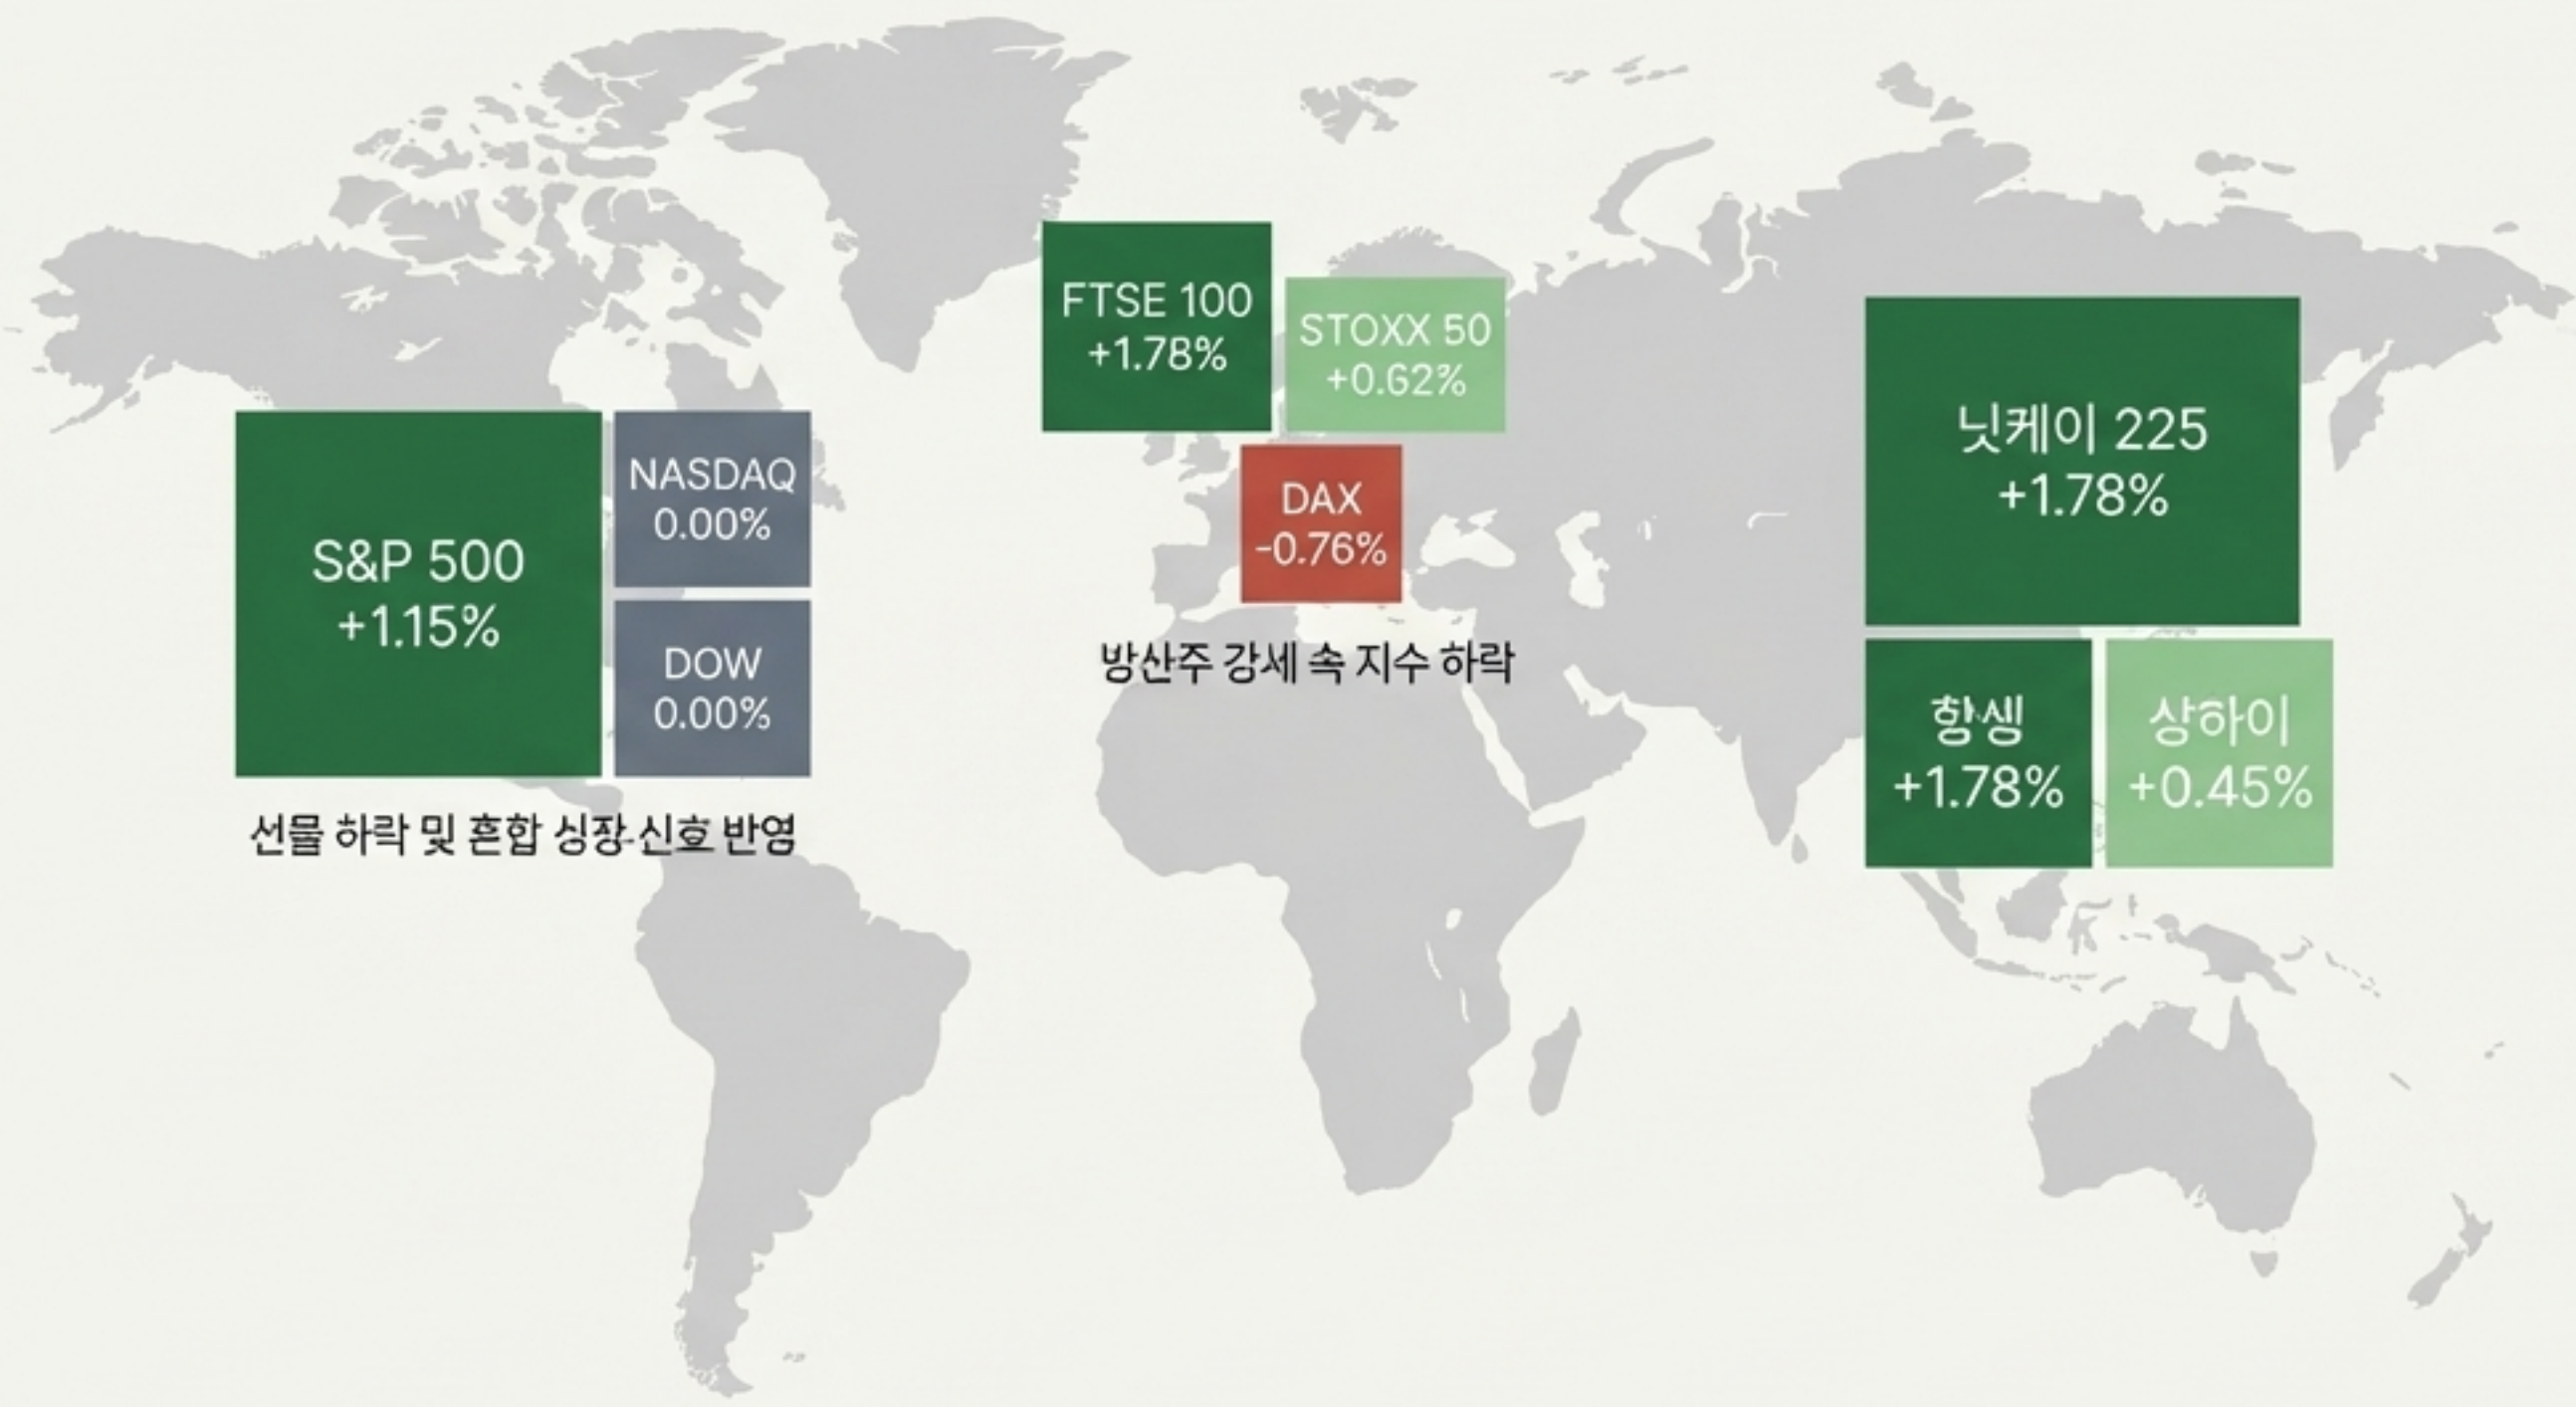 S&P 500
+1.15%
NASDAQ
0.00%
DOW
0.00%
선물 하락 및 혼합 싱장 신호 반영
FTSE 100
+1.78%
STOXX 50
+0.62%
DAX
-0.76%
방산주 강세 속 지수 하락
닛케이 225
+1.78%
항셍
+1.78%
상하이
+0.45%